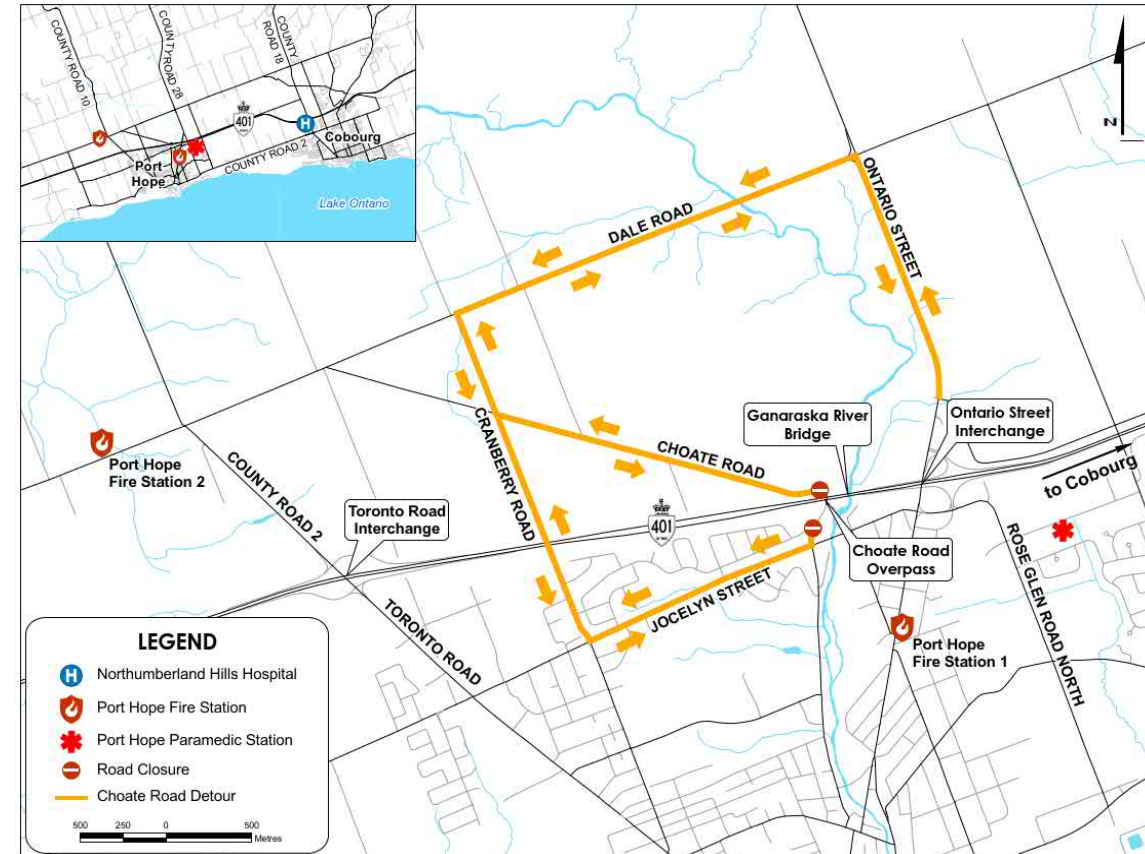 COUNTY ROAD 10
COUNTY ROAD 28
COUNTY
ROAD 18
401
H
Cobourg
Port
Hope
COUNTY ROAD 2
Lake Ontario
N
DALE ROAD
ONTARIO STREET
CRANBERRY ROAD
CHOATE ROAD
Ganaraska River
Bridge
Ontario Street
Interchange
to Cobourg
Port Hope
Fire Station 2
COUNTY ROAD 2
Toronto Road
Interchange
401
Choate Road
Overpass
JOCELYN STREET
ROSE GLEN ROAD NORTH
TORONTO ROAD
Port Hope
Fire Station 1
LEGEND
H Northumberland Hills Hospital
Port Hope Fire Station
Port Hope Paramedic Station
Road Closure
Choate Road Detour
500 250 0 500
Metres